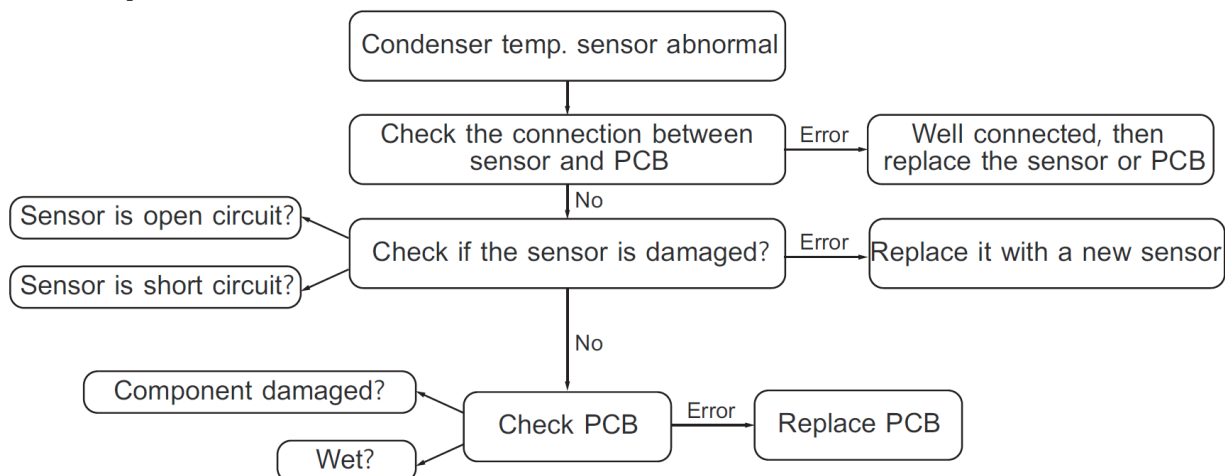 Condenser temp. sensor abnormal
Check the connection between
sensor and PCB
Error
Well connected, then
replace the sensor or PCB
No
Sensor is open circuit?
Check if the sensor is damaged?
Error
Replace it with a new sensor
Sensor is short circuit?
No
Component damaged?
Check PCB
Error
Replace PCB
Wet?